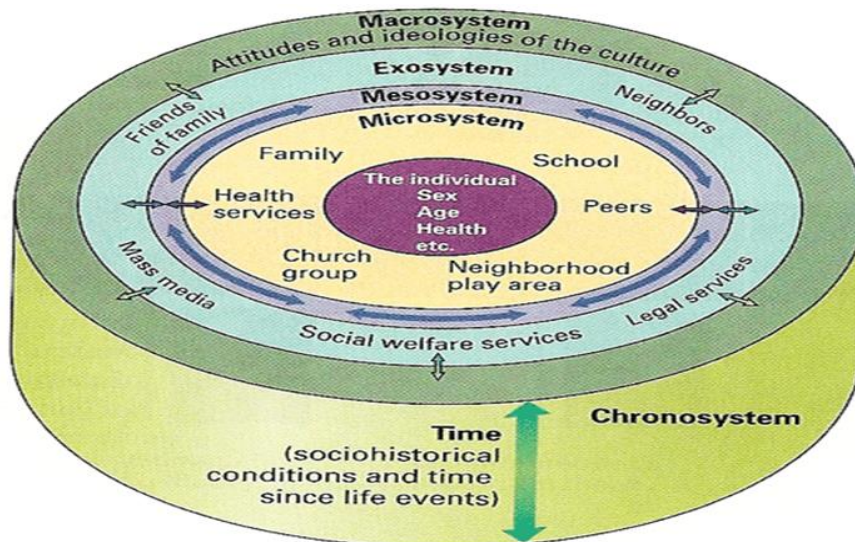 Macrosystem
Attitudes and ideologies of the culture
Exosystem
Mesosystem
Microsystem
Friends
of family
Neighbors
Family
School
The individual
Sex
Age
Health
etc.
Health
services
Peers
Church
group
Neighborhood
play area
Mass media
Legal services
Social welfare services
Chronosystem
Time
(sociohistorical
conditions and time
since life events)